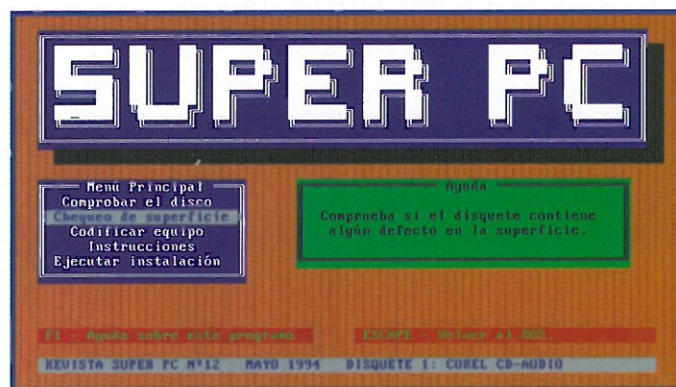 SUPER PC
Menú Principal
Comprobar el disco
Chequeo de superficie
Codificar equipo
Instrucciones
Ejecutar instalación
Ayuda
Comprueba si el disquete contiene
algún defecto en la superficie.
F1 - Ayuda sobre este programa
ESCAPE - Volver al DOS.
REVISTA SUPER PC Nº12 MAYO 1994 DISQUETE 1: COREL CD-AUDIO